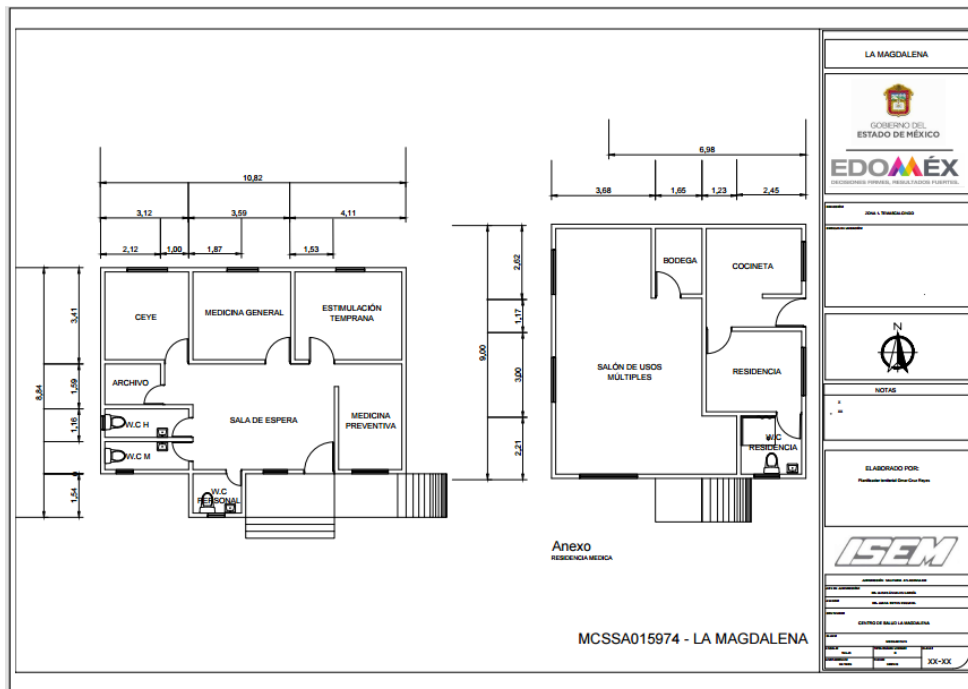 LA MAGDALENA
GOBIERNO DEL
ESTADO DE MÉXICO
EDOMÉX
DECISIONES FIRMES, RESULTADOS FUERTES.
NOTAS
ELABORADO POR:
ISEM
CENTRO DE SALUD LA MAGDALENA
XX-XX
10,82
3,12
3,59
4,11
2,12
1,00
1,87
1,53
8,84
3,41
1,59
1,16
1,54
CEYE
MEDICINA GENERAL
ESTIMULACIÓN
TEMPRANA
ARCHIVO
SALA DE ESPERA
MEDICINA
PREVENTIVA
W.C H
W.C M
W.C
PERSONAL
6,98
3,68
1,65
1,23
2,45
9,00
2,62
1,17
3,00
2,21
BODEGA
COCINETA
SALÓN DE USOS
MÚLTIPLES
RESIDENCIA
W.C
RESIDENCIA
Anexo
RESIDENCIA MEDICA
MCSSA015974 - LA MAGDALENA
N